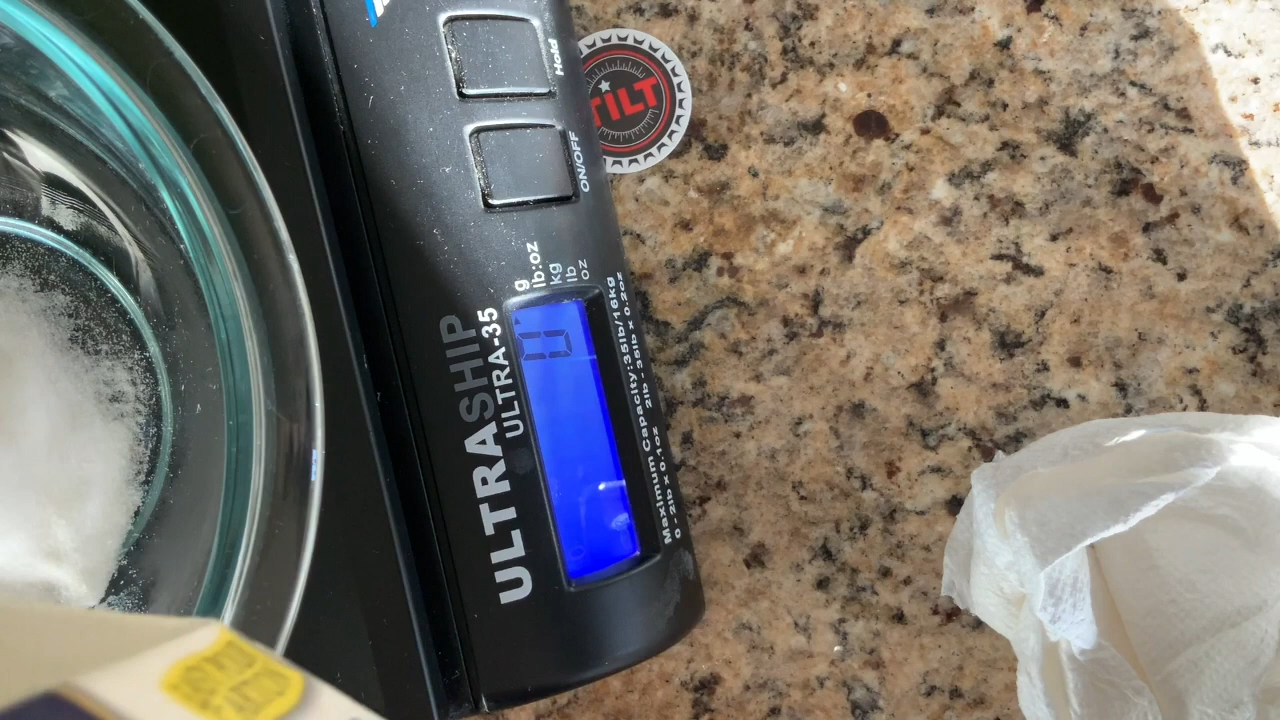 ULTRASHIP
ULTRA-35
Hold
ON/OFF
g
lb:oz
kg
lb
oz
0
Maximum Capacity:35lb/16kg
0 - 2lb x 0.1oz 2lb - 35lb x 0.2oz
TILT